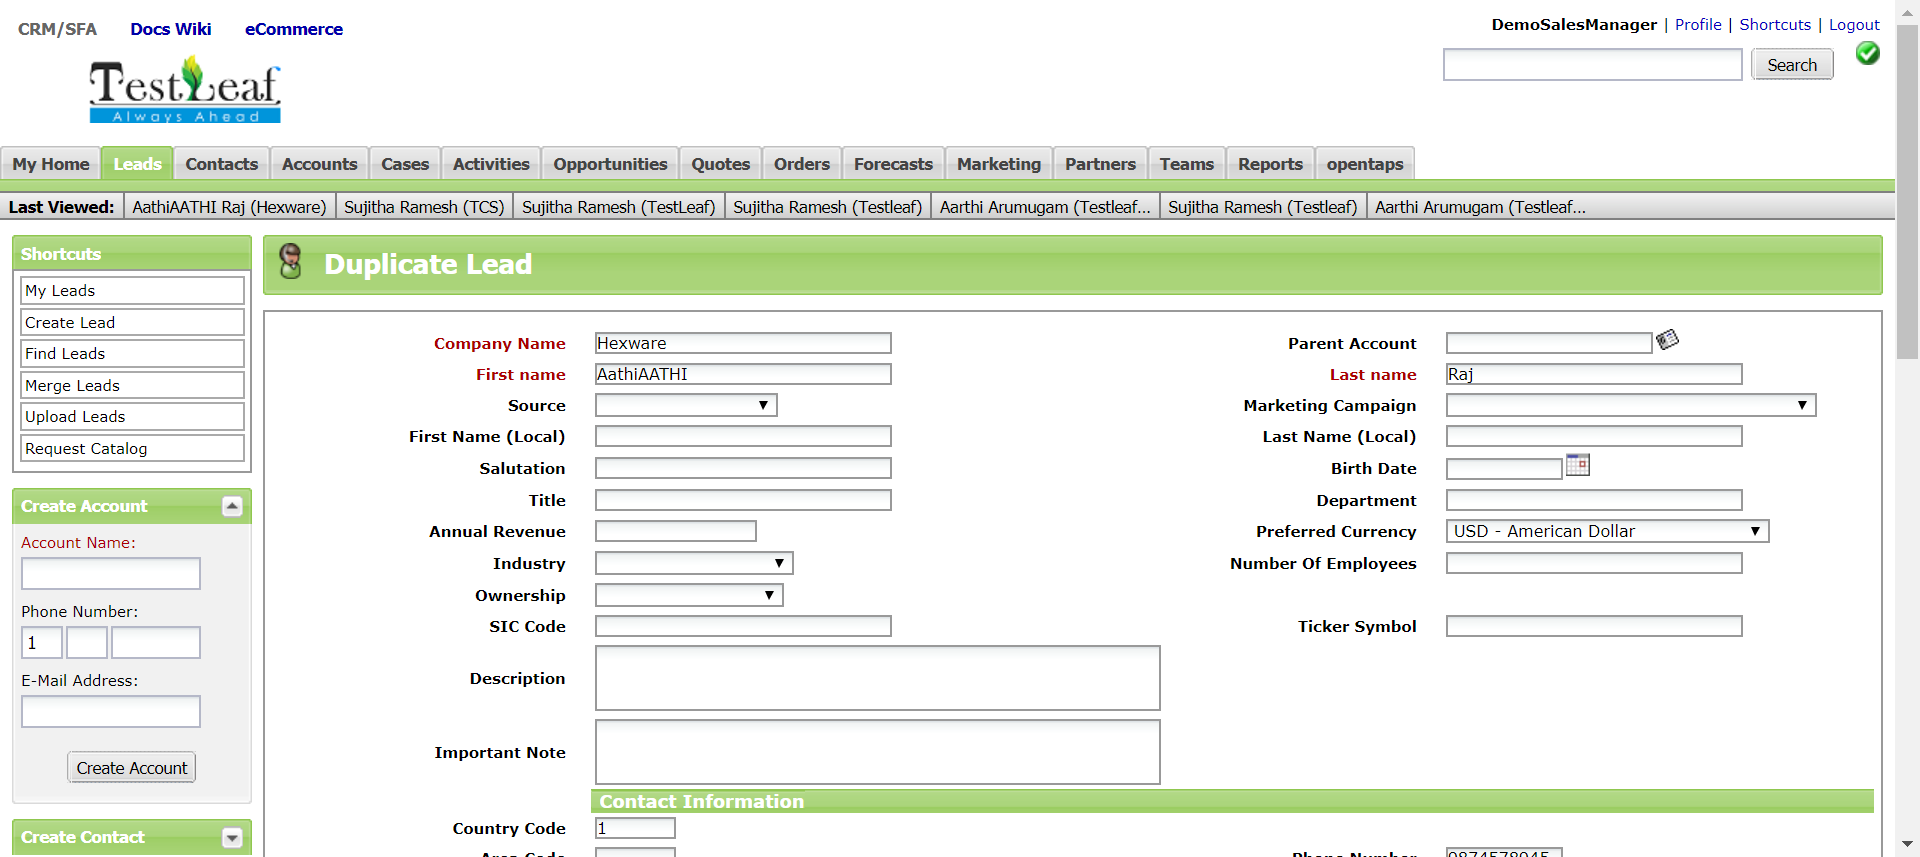 CRM/SFA Docs Wiki eCommerce
DemoSalesManager | Profile | Shortcuts | Logout
Search
TestLeaf
Always Ahead
My Home Leads Contacts Accounts Cases Activities Opportunities Quotes Orders Forecasts Marketing Partners Teams Reports opentaps
Last Viewed: AathiAATHI Raj (Hexware) Sujitha Ramesh (TCS) Sujitha Ramesh (TestLeaf) Sujitha Ramesh (Testleaf) Aarthi Arumugam (Testleaf... Sujitha Ramesh (Testleaf) Aarthi Arumugam (Testleaf...
Shortcuts
My Leads
Create Lead
Find Leads
Merge Leads
Upload Leads
Request Catalog
Create Account
Account Name:
Phone Number:
1
E-Mail Address:
Create Account
Create Contact
Duplicate Lead
Company Name Hexware Parent Account
First name AathiAATHI Last name Raj
Source Marketing Campaign
First Name (Local) Last Name (Local)
Salutation Birth Date
Title Department
Annual Revenue Preferred Currency USD - American Dollar
Industry Number Of Employees
Ownership
SIC Code Ticker Symbol
Description
Important Note
Contact Information
Country Code 1
Area Code Phone Number 9874578945